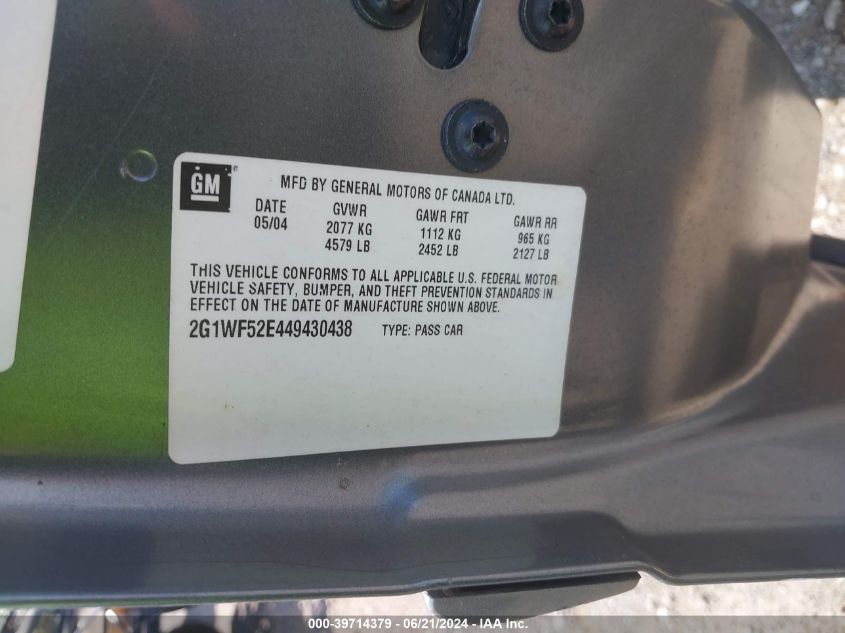 GM
MFD BY GENERAL MOTORS OF CANADA LTD.
DATE GVWR GAWR FRT GAWR RR
05/04 2077 KG 1112 KG 965 KG
4579 LB 2452 LB 2127 LB
THIS VEHICLE CONFORMS TO ALL APPLICABLE U.S. FEDERAL MOTOR
VEHICLE SAFETY, BUMPER, AND THEFT PREVENTION STANDARDS IN
EFFECT ON THE DATE OF MANUFACTURE SHOWN ABOVE.
2G1WF52E449430438 TYPE: PASS CAR
000-39714379 - 06/21/2024 - IAA Inc.